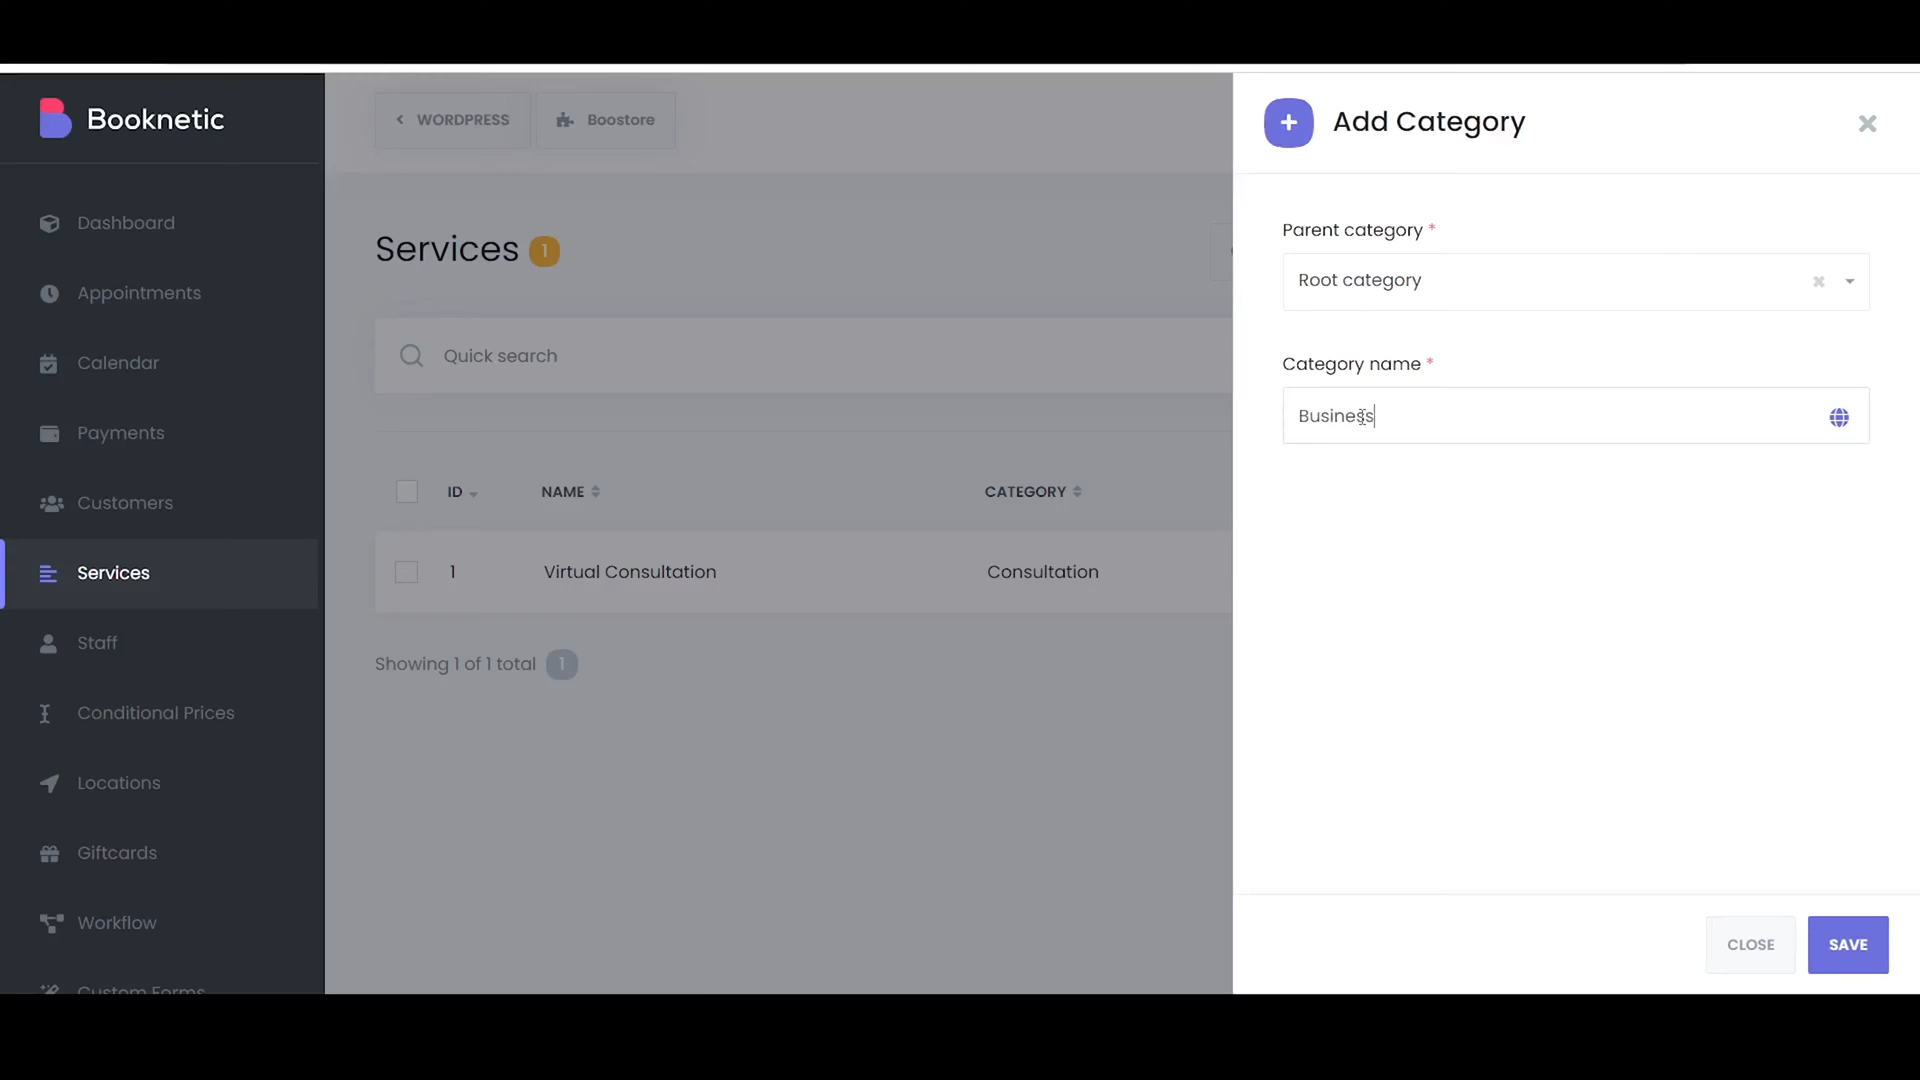 Booknetic
Dashboard
Appointments
Calendar
Payments
Customers
Services
Staff
Conditional Prices
Locations
Giftcards
Workflow
Custom Forms
WORDPRESS
Boostore
Services 1
Quick search
ID NAME CATEGORY
1 Virtual Consultation Consultation
Showing 1 of 1 total 1
+ Add Category
Parent category *
Root category
Category name *
Business
CLOSE SAVE